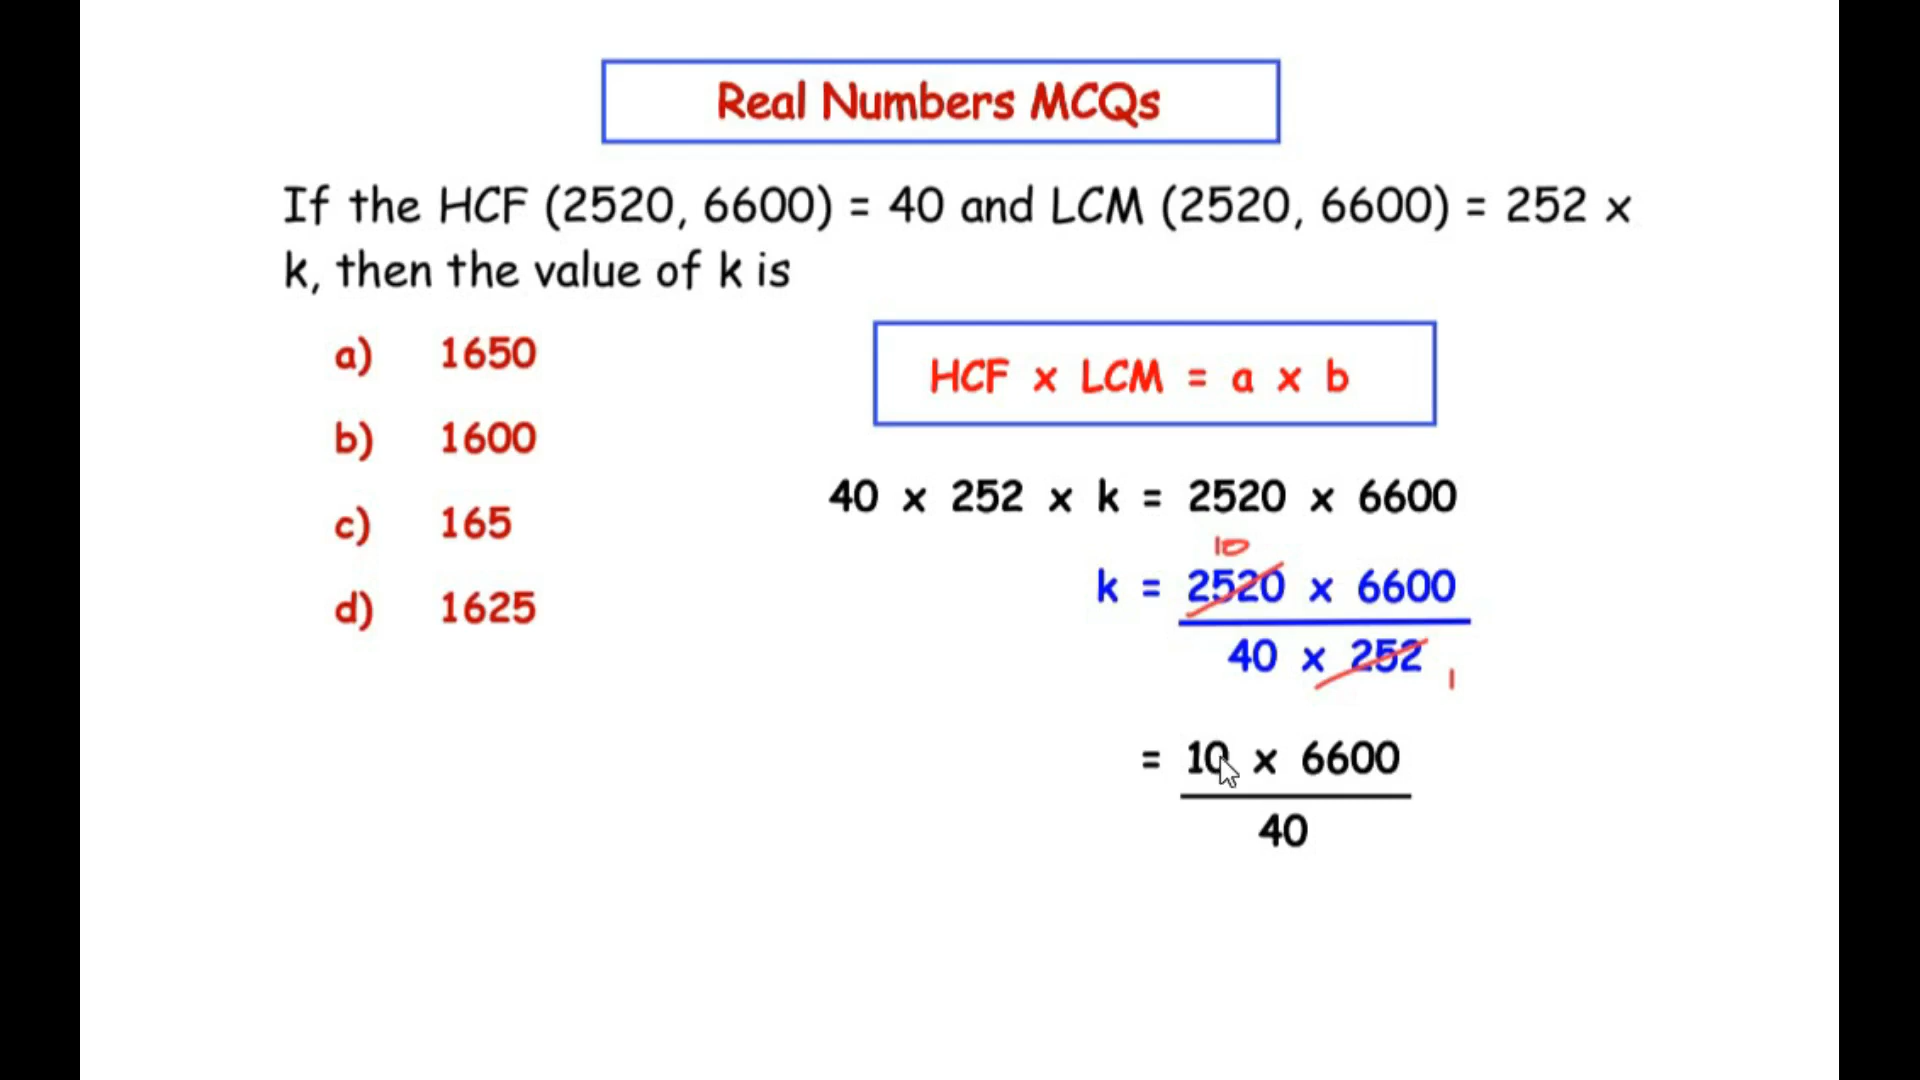 Real Numbers MCQs
If the HCF (2520, 6600) = 40 and LCM (2520, 6600) = 252 x
k, then the value of k is
a) 1650
b) 1600
c) 165
d) 1625
HCF x LCM = a x b
40 x 252 x k = 2520 x 6600
10
k = 2520 x 6600
40 x 252
1
= 10 x 6600
40